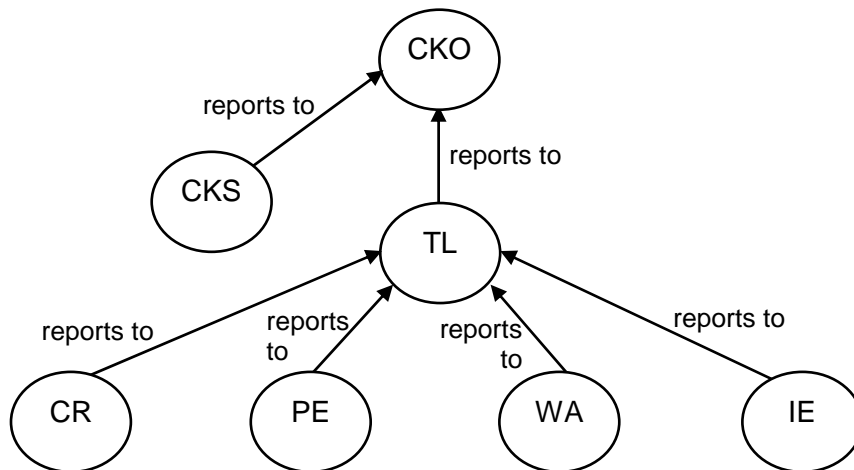 CKO
reports to
reports to
CKS
TL
reports to
reports
to
reports
to
reports to
CR
PE
WA
IE